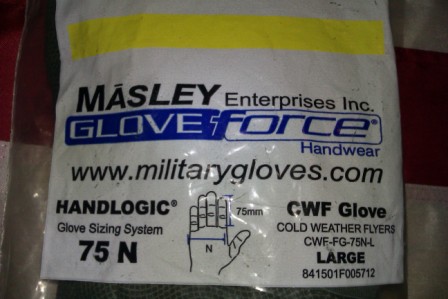 MĀSLEY Enterprises Inc.
GLOVE force®
Handwear
www.militarygloves.com
HANDLOGIC®
Glove Sizing System
75 N
75mm
N
CWF Glove
COLD WEATHER FLYERS
CWF-FG-75N-L
LARGE
841501F005712